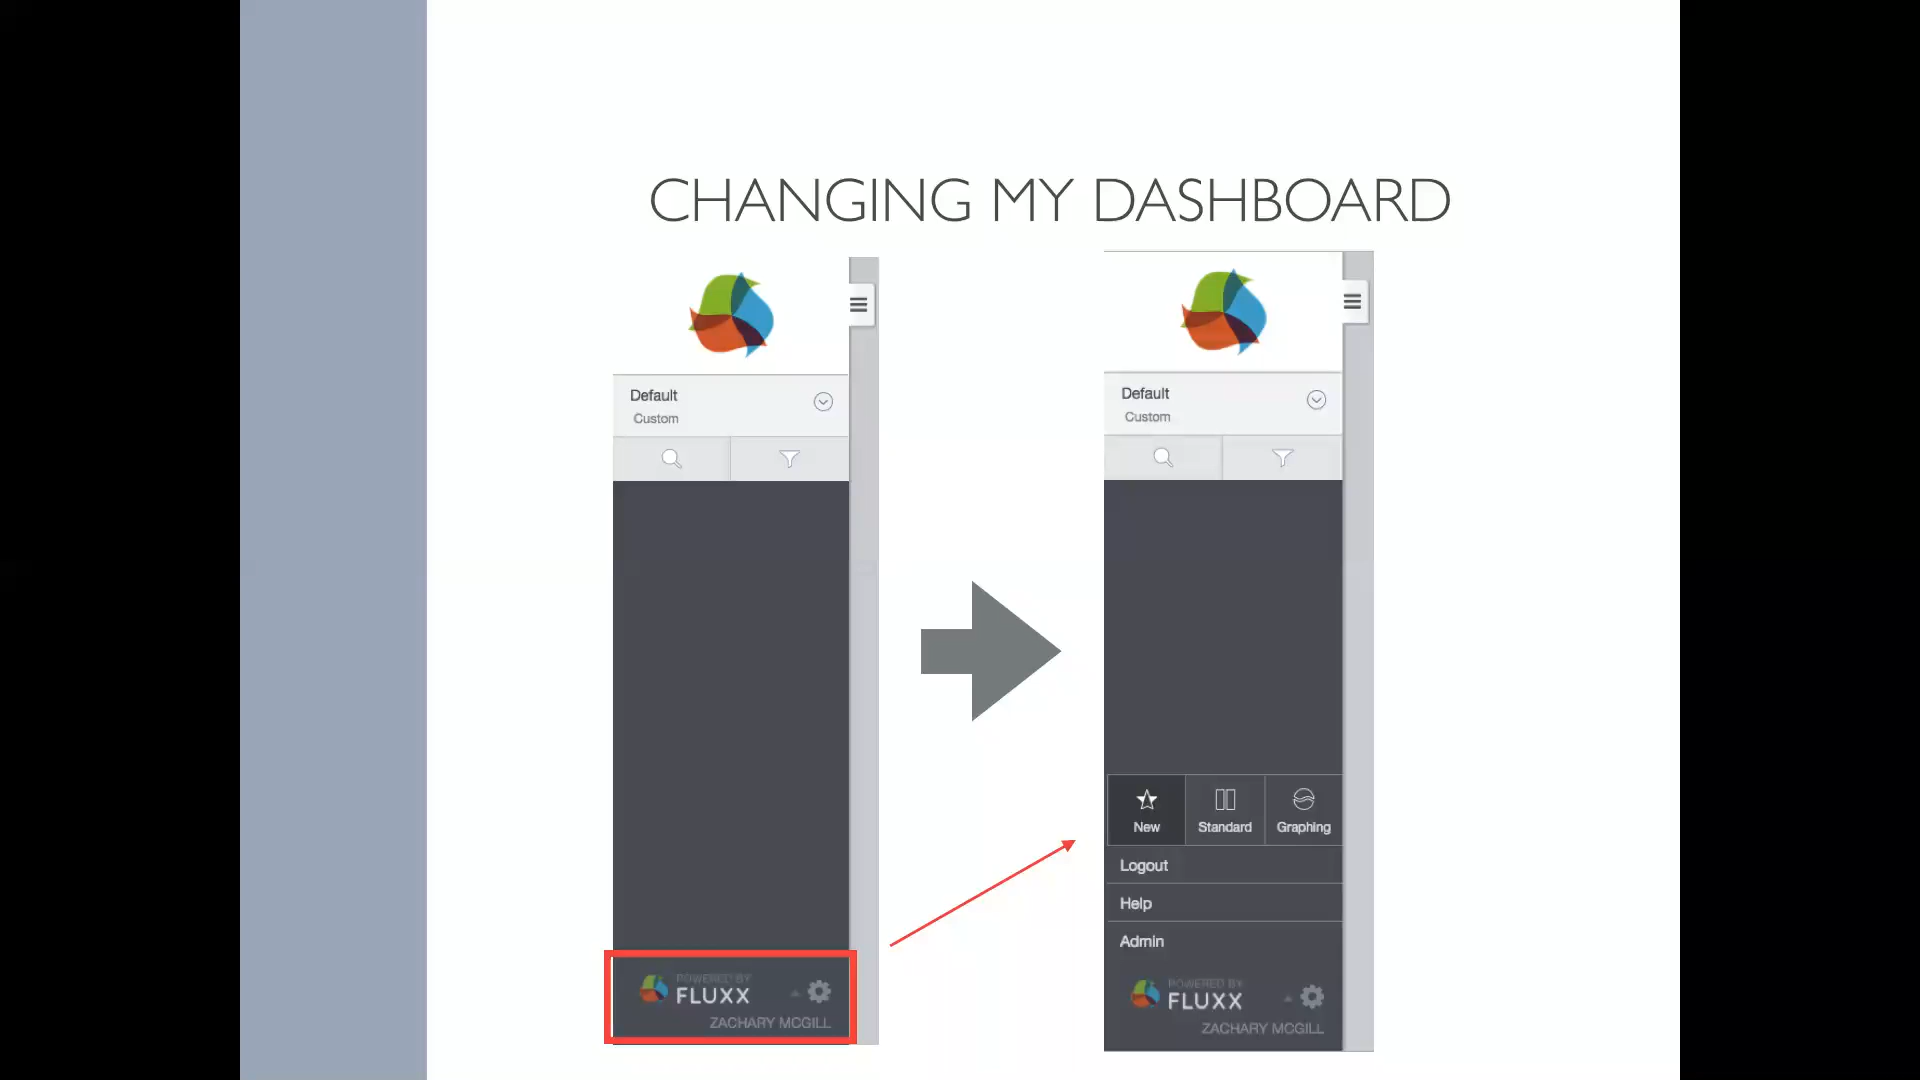 CHANGING MY DASHBOARD
Default
Custom
POWERED BY
FLUXX
ZACHARY MCGILL
Default
Custom
New
Standard
Graphing
Logout
Help
Admin
POWERED BY
FLUXX
ZACHARY MCGILL